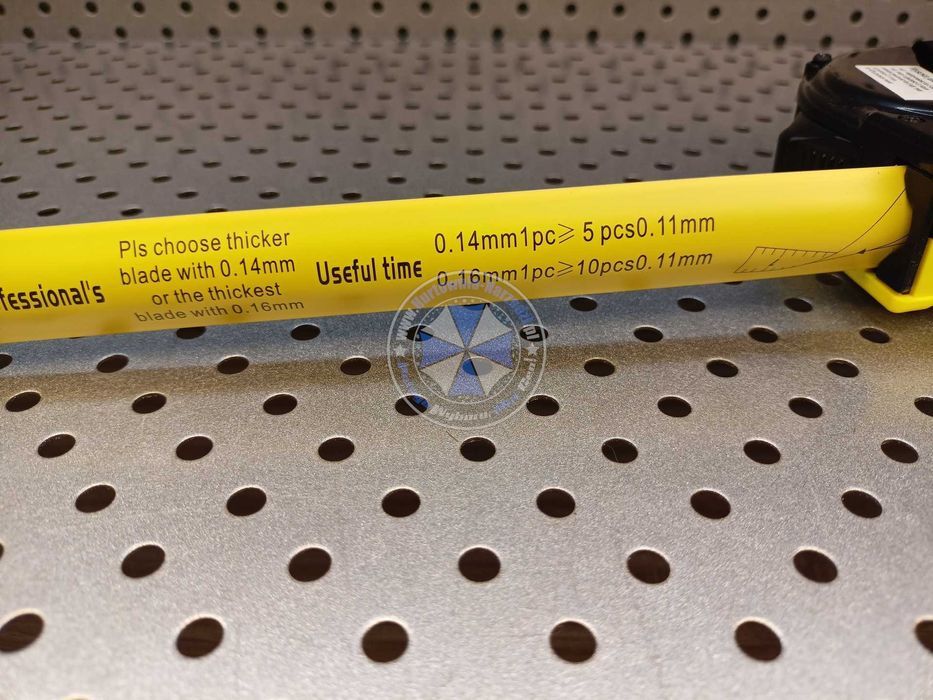 fessional's
Pls choose thicker
blade with 0.14mm
or the thickest
blade with 0.16mm
Useful time
0.14mm1pc≥ 5 pcs0.11mm
0.16mm1pc≥10pcs0.11mm